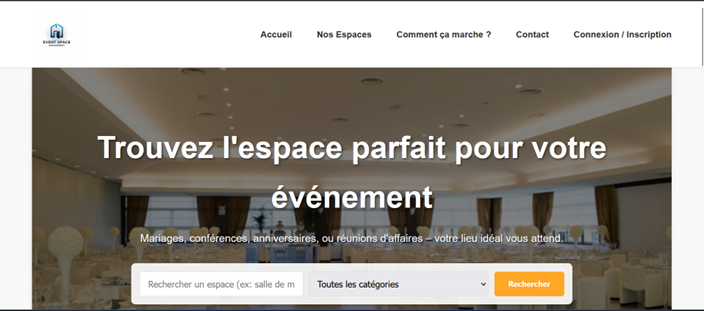 EVENT SPACE
Accueil
Nos Espaces
Comment ça marche ?
Contact
Connexion / Inscription
Trouvez l'espace parfait pour votre
événement
Mariages, conférences, anniversaires, ou réunions d'affaires – votre lieu idéal vous attend.
Rechercher un espace (ex: salle de m
Toutes les catégories
Rechercher